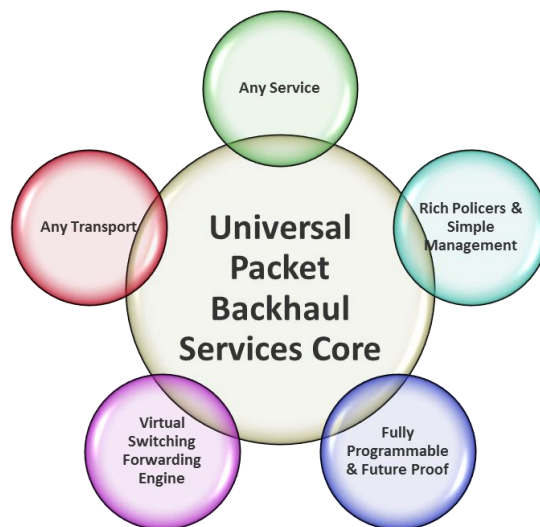 Any Service
Any Transport
Rich Policers &
Simple
Management
Universal
Packet
Backhaul
Services Core
Virtual
Switching
Forwarding
Engine
Fully
Programmable
& Future Proof